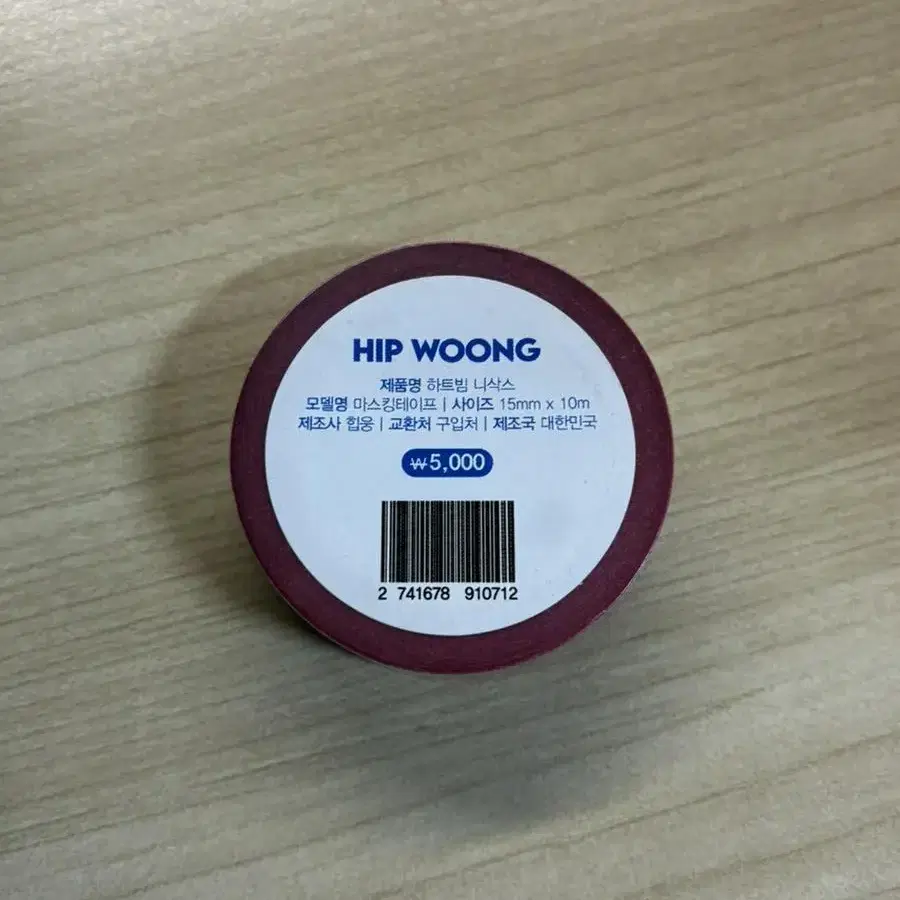 HIP WOONG
제품명 하트빔 니삭스
모델명 마스킹테이프 | 사이즈 15mm x 10m
제조사 힙웅 | 교환처 구입처 | 제조국 대한민국
₩5,000
2 741678 910712